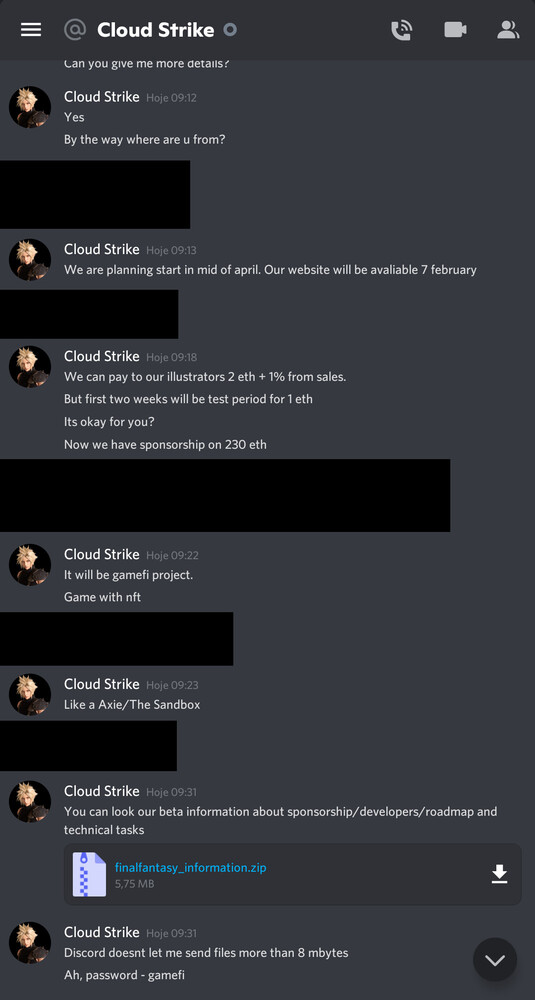 @ Cloud Strike
Can you give me more details?
Cloud Strike Hoje 09:12
Yes
By the way where are u from?
Cloud Strike Hoje 09:13
We are planning start in mid of april. Our website will be avaliable 7 february
Cloud Strike Hoje 09:18
We can pay to our illustrators 2 eth + 1% from sales.
But first two weeks will be test period for 1 eth
Its okay for you?
Now we have sponsorship on 230 eth
Cloud Strike Hoje 09:22
It will be gamefi project.
Game with nft
Cloud Strike Hoje 09:23
Like a Axie/The Sandbox
Cloud Strike Hoje 09:31
You can look our beta information about sponsorship/developers/roadmap and
technical tasks
finalfantasy_information.zip
5,75 MB
Cloud Strike Hoje 09:31
Discord doesnt let me send files more than 8 mbytes
Ah, password - gamefi